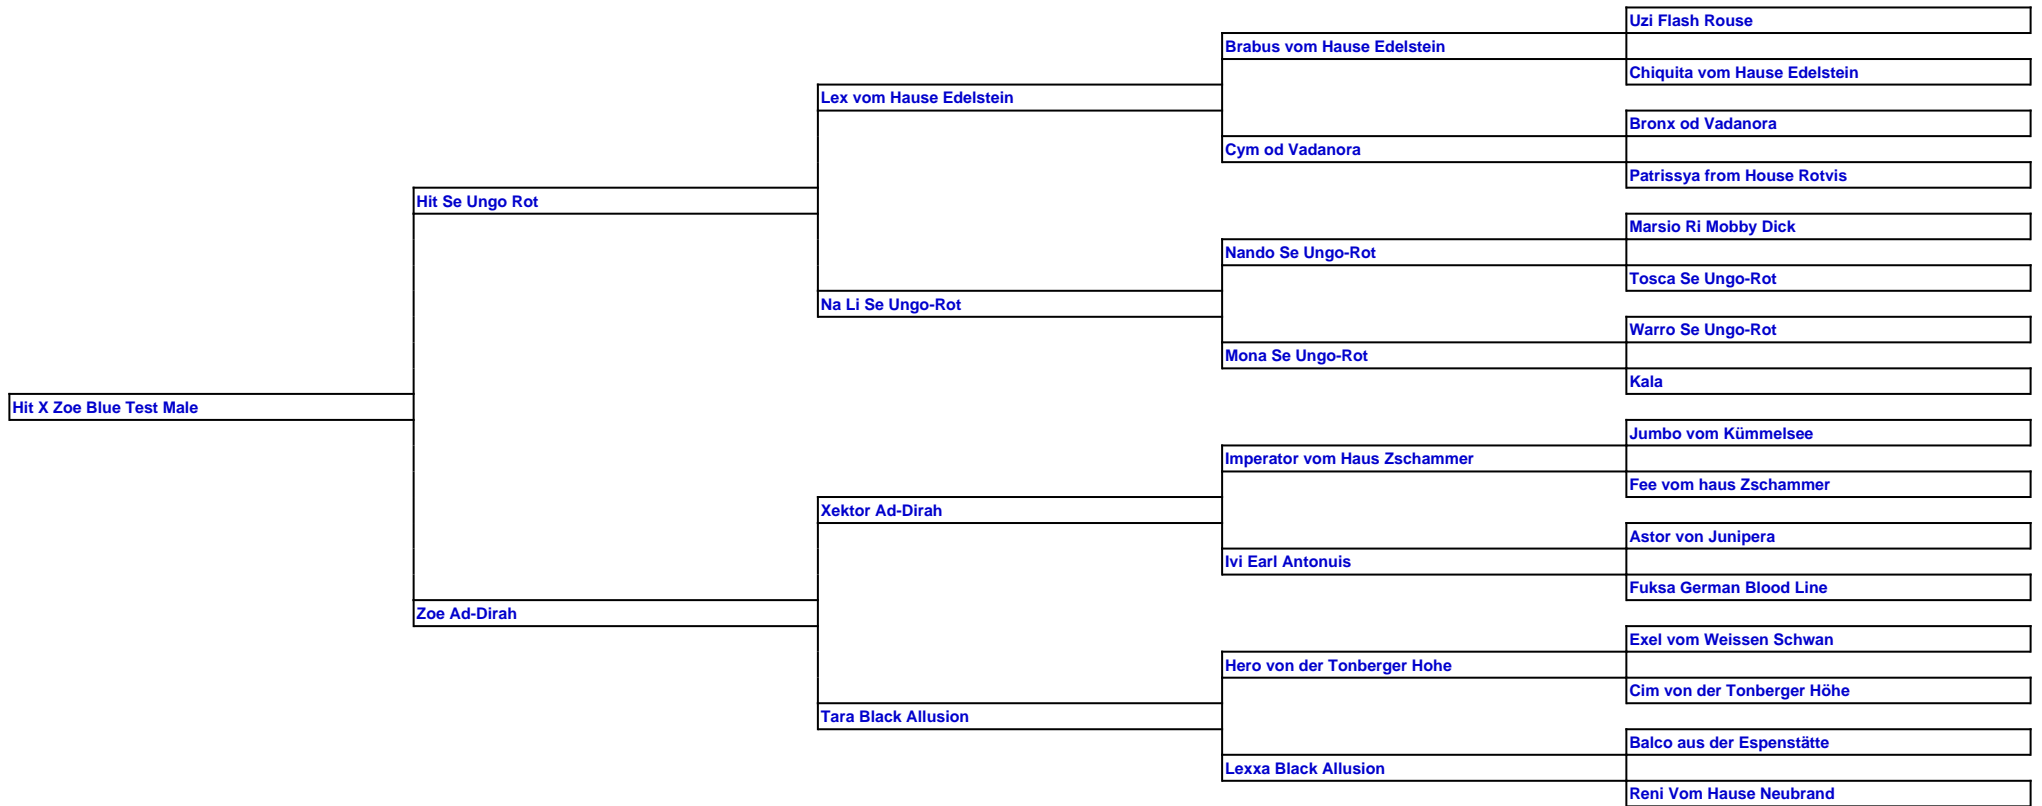 Uzi Flash Rouse
Brabus vom Hause Edelstein
Chiquita vom Hause Edelstein
Lex vom Hause Edelstein
Bronx od Vadanora
Cym od Vadanora
Patrissya from House Rotvis
Hit Se Ungo Rot
Marsio Ri Mobby Dick
Nando Se Ungo-Rot
Tosca Se Ungo-Rot
Na Li Se Ungo-Rot
Warro Se Ungo-Rot
Mona Se Ungo-Rot
Kala
Hit X Zoe Blue Test Male
Jumbo vom Kümmelsee
Imperator vom Haus Zschammer
Fee vom haus Zschammer
Xektor Ad-Dirah
Astor von Junipera
Ivi Earl Antonuis
Fuksa German Blood Line
Zoe Ad-Dirah
Exel vom Weissen Schwan
Hero von der Tonberger Hohe
Cim von der Tonberger Höhe
Tara Black Allusion
Balco aus der Espenstätte
Lexxa Black Allusion
Reni Vom Hause Neubrand